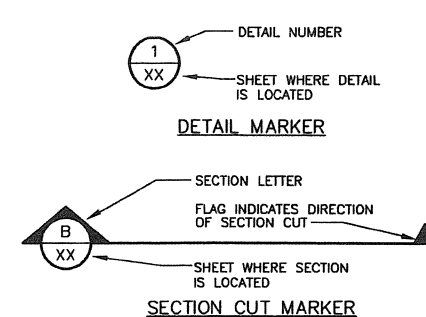 DETAIL NUMBER
1
XX
SHEET WHERE DETAIL
IS LOCATED
DETAIL MARKER
SECTION LETTER
FLAG INDICATES DIRECTION
OF SECTION CUT
B
XX
SHEET WHERE SECTION
IS LOCATED
SECTION CUT MARKER